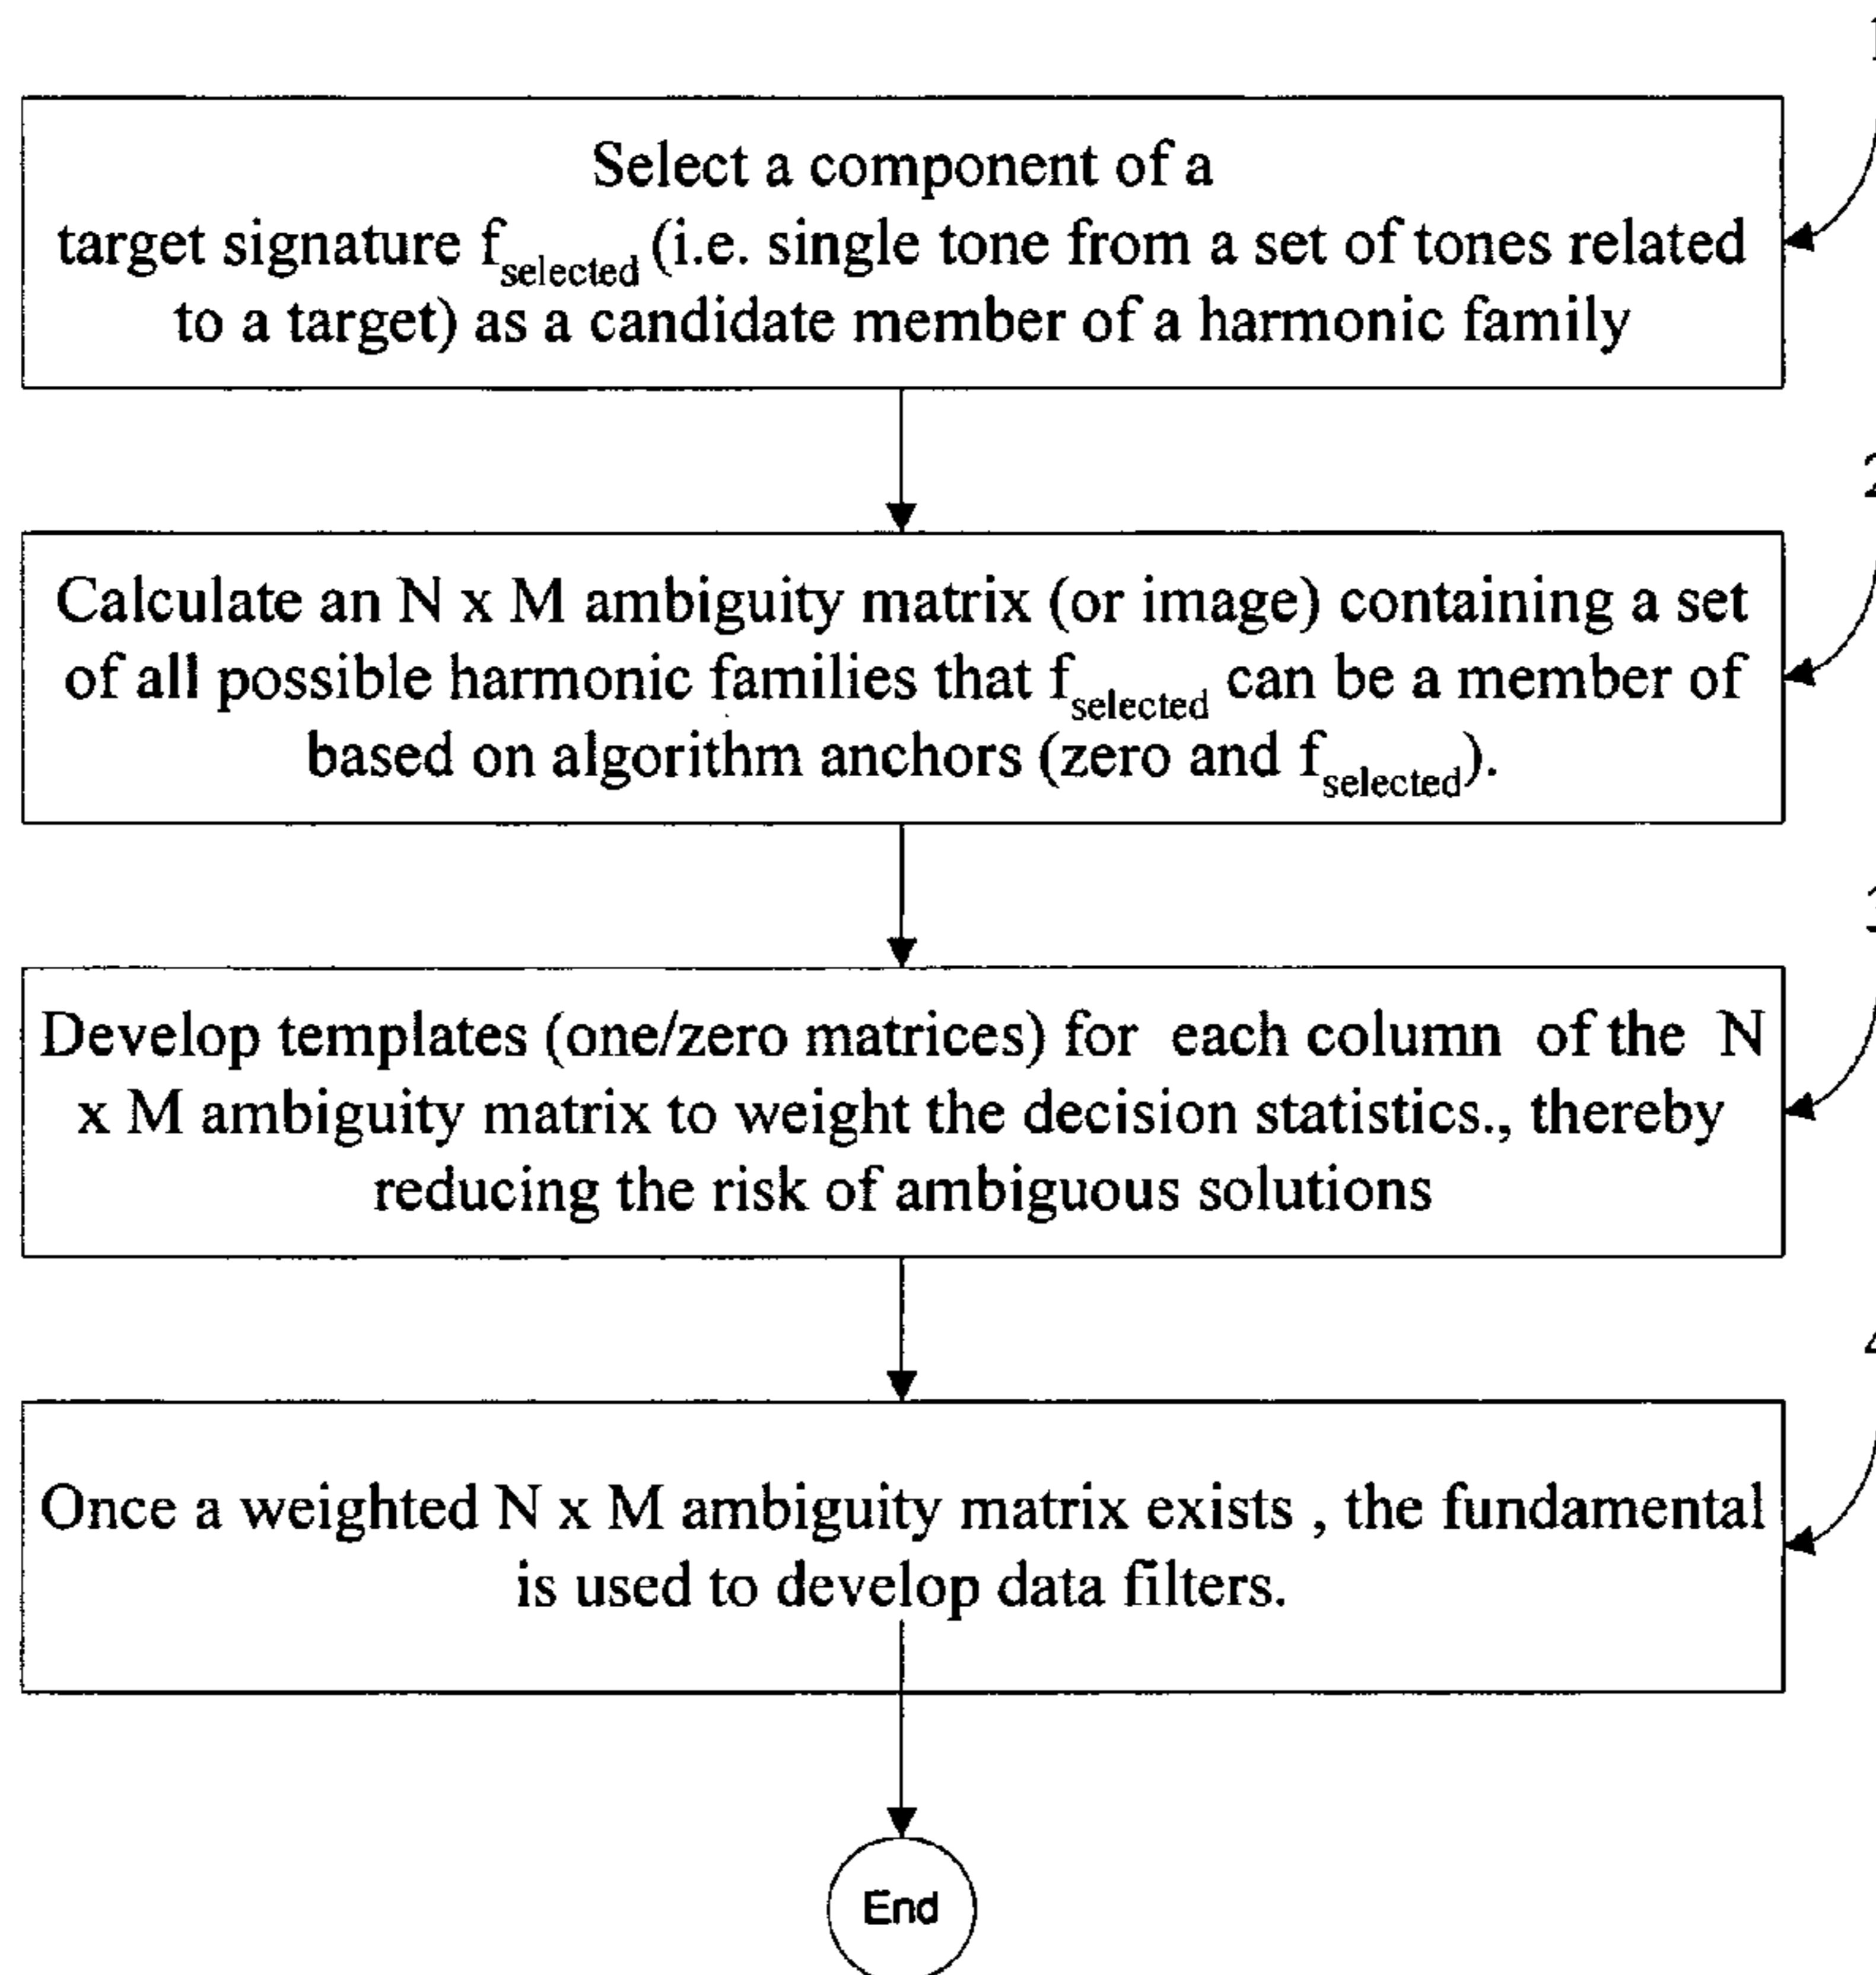 Select a component of a
target signature fselected (i.e. single tone from a set of tones related
to a target) as a candidate member of a harmonic family
Calculate an N x M ambiguity matrix (or image) containing a set
of all possible harmonic families that fselected can be a member of
based on algorithm anchors (zero and fselected).
Develop templates (one/zero matrices) for each column of the N
x M ambiguity matrix to weight the decision statistics., thereby
reducing the risk of ambiguous solutions
Once a weighted N x M ambiguity matrix exists , the fundamental
is used to develop data filters.
End